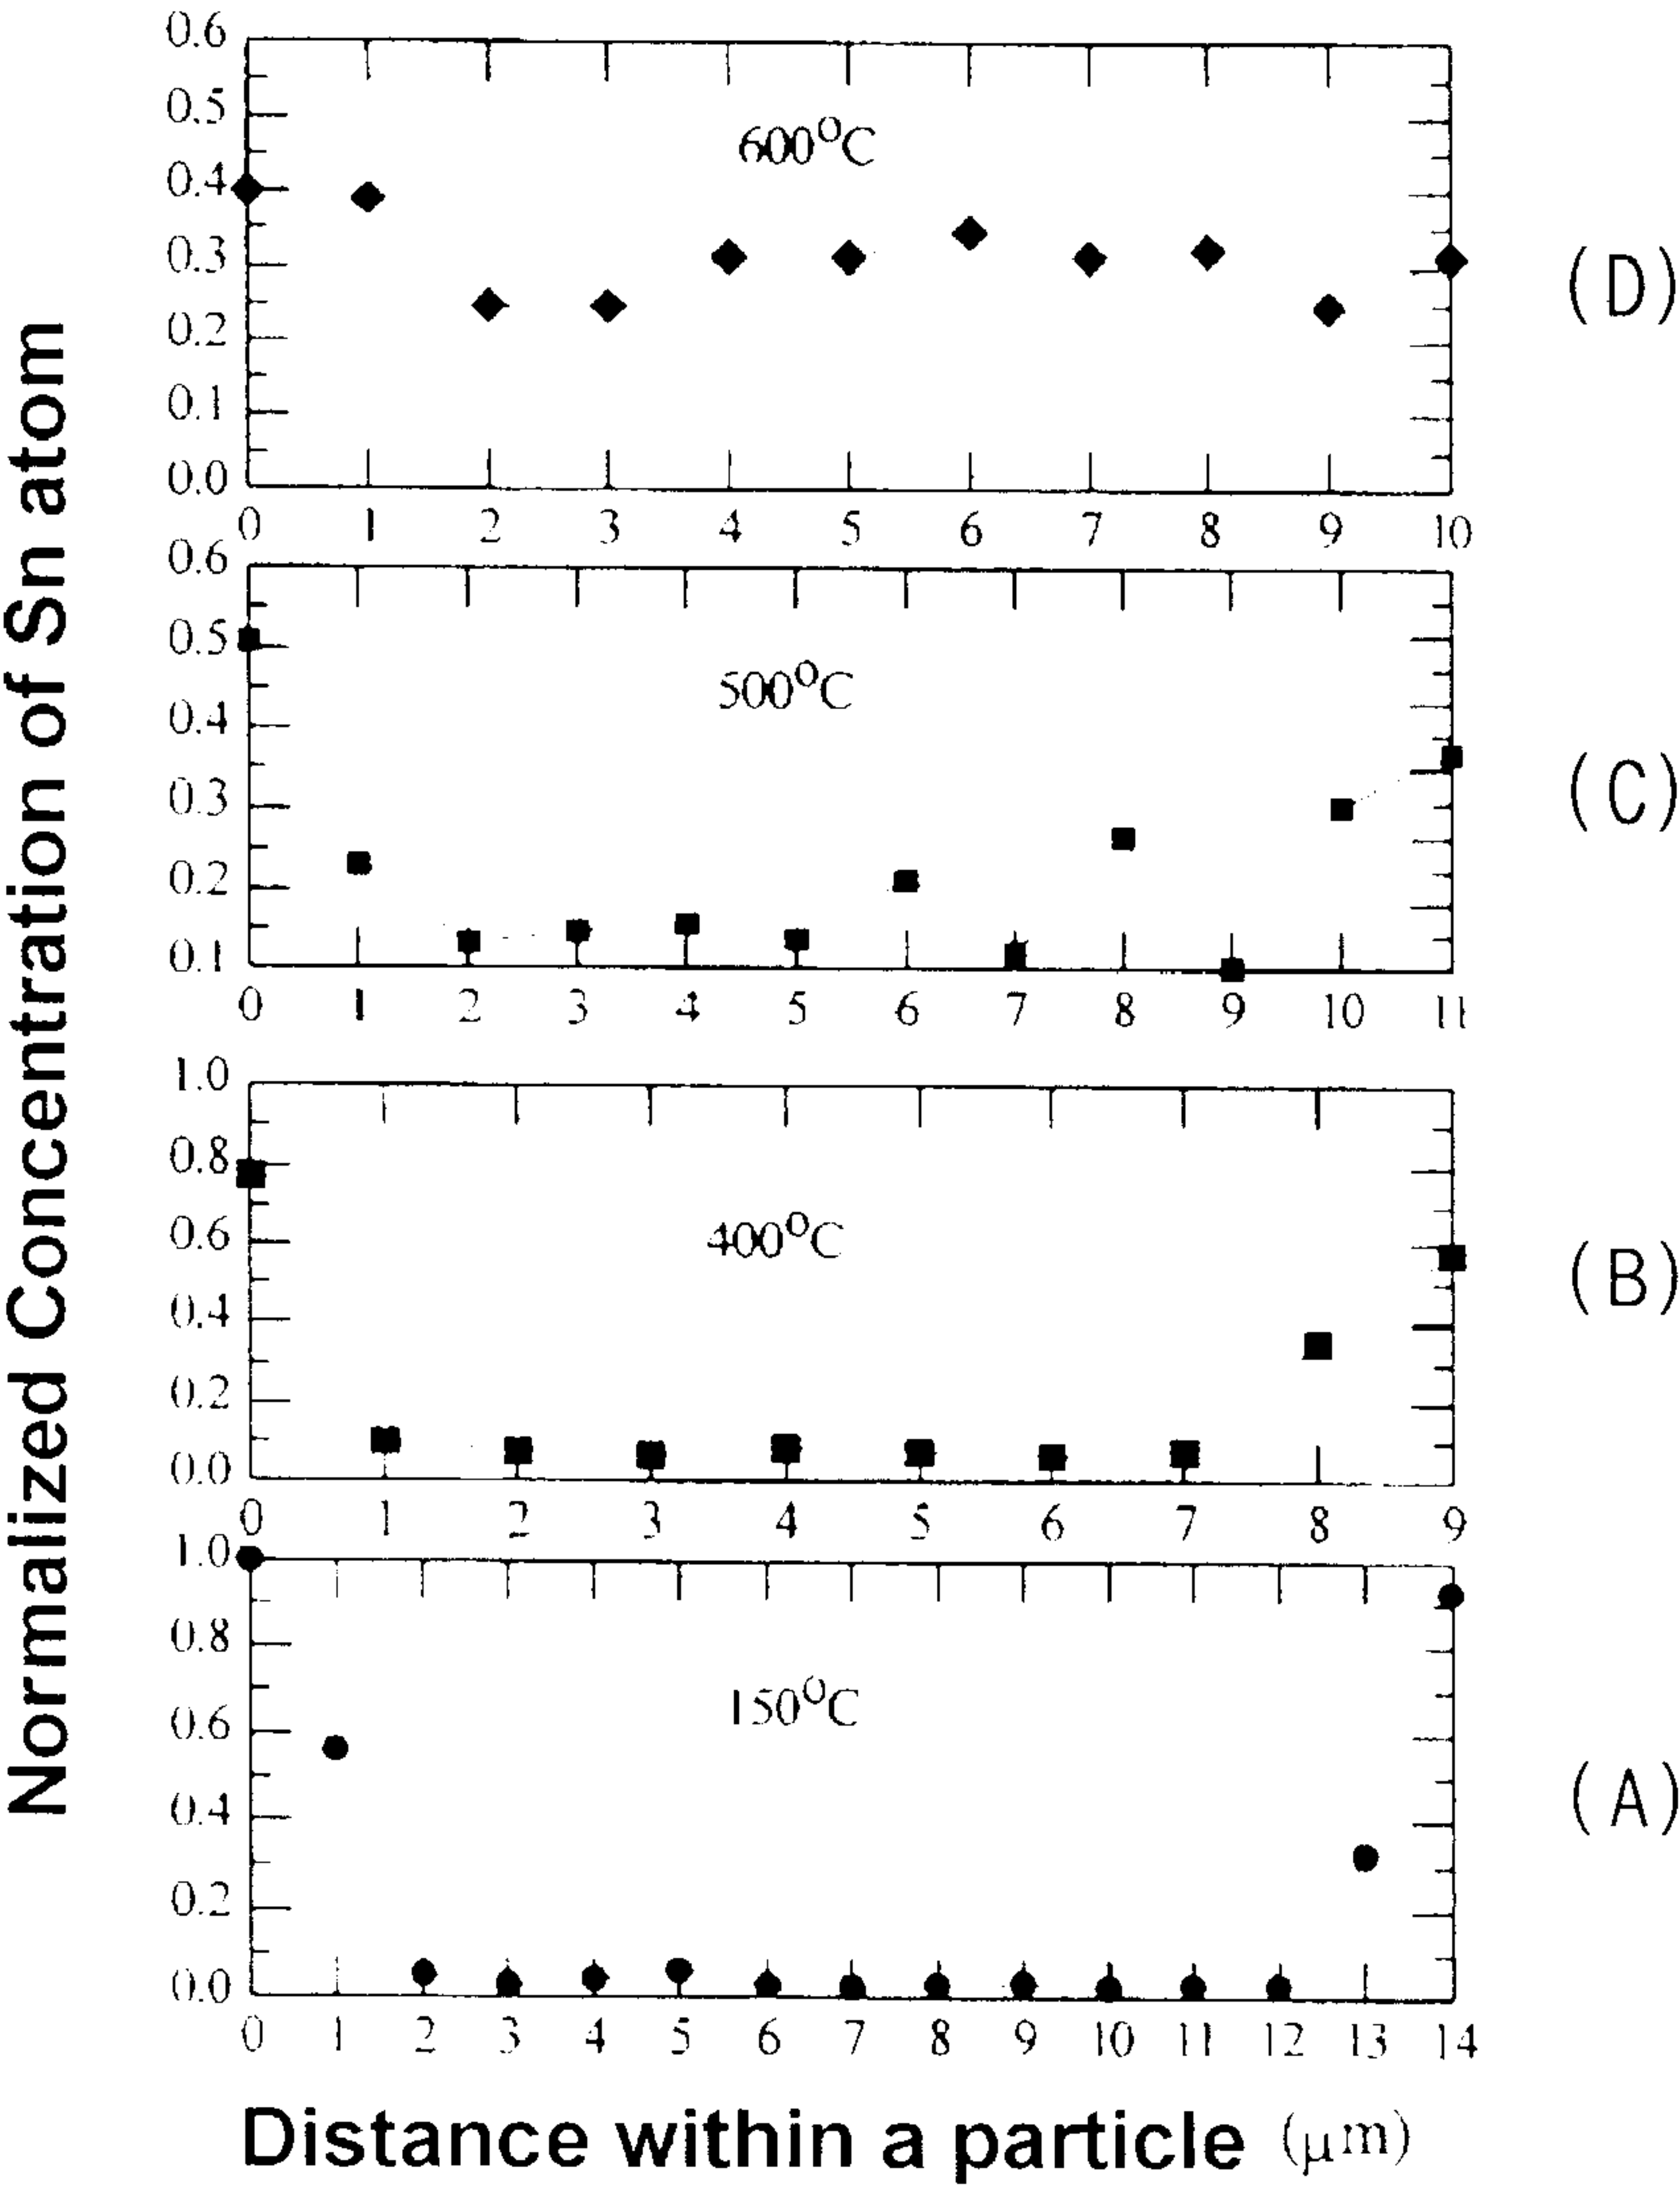 Normalized Concentration of Sn atom
0.6
0.5
0.4
0.3
0.2
0.1
0.0
600°C
(D)
0 1 2 3 4 5 6 7 8 9 10
0.6
0.5
0.4
0.3
0.2
0.1
500°C
(C)
0 1 2 3 4 5 6 7 8 9 10 11
1.0
0.8
0.6
0.4
0.2
0.0
400°C
(B)
0 1 2 3 4 5 6 7 8 9
1.0
0.8
0.6
0.4
0.2
0.0
150°C
(A)
0 1 2 3 4 5 6 7 8 9 10 11 12 13 14
Distance within a particle (μm)